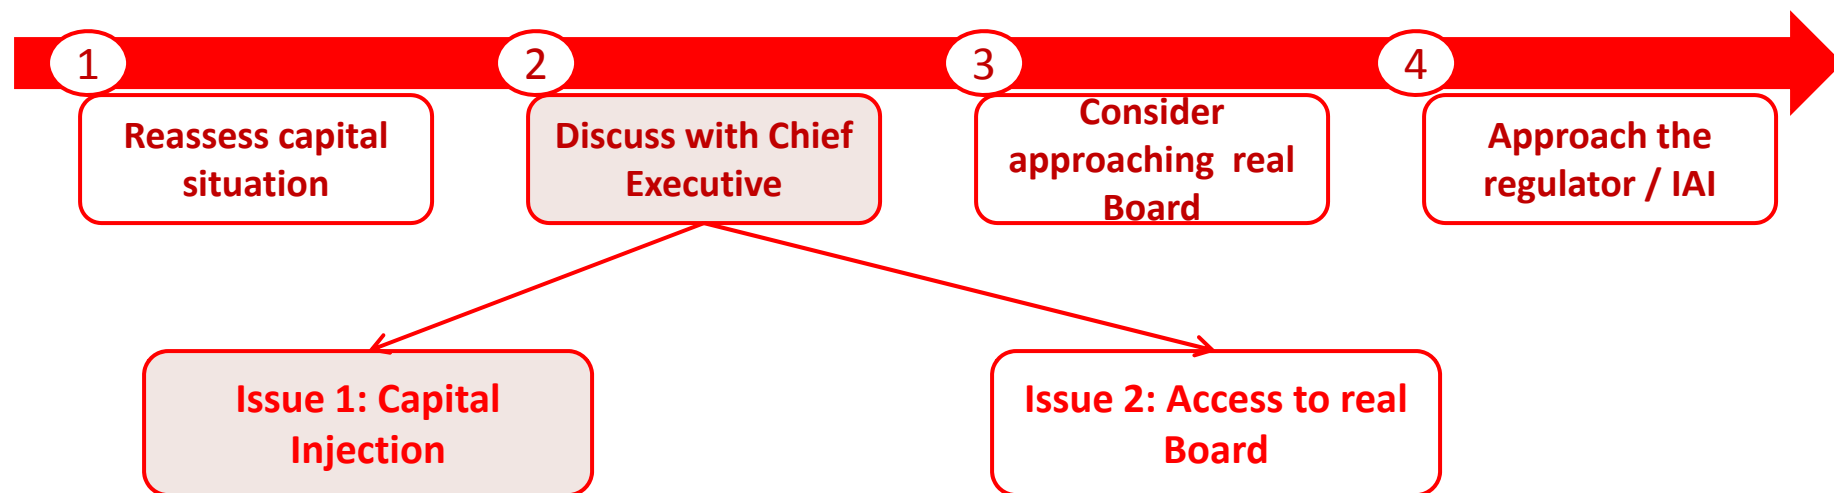 1
2
3
4
Reassess capital
situation
Discuss with Chief
Executive
Consider
approaching real
Board
Approach the
regulator / IAI
Issue 1: Capital
Injection
Issue 2: Access to real
Board